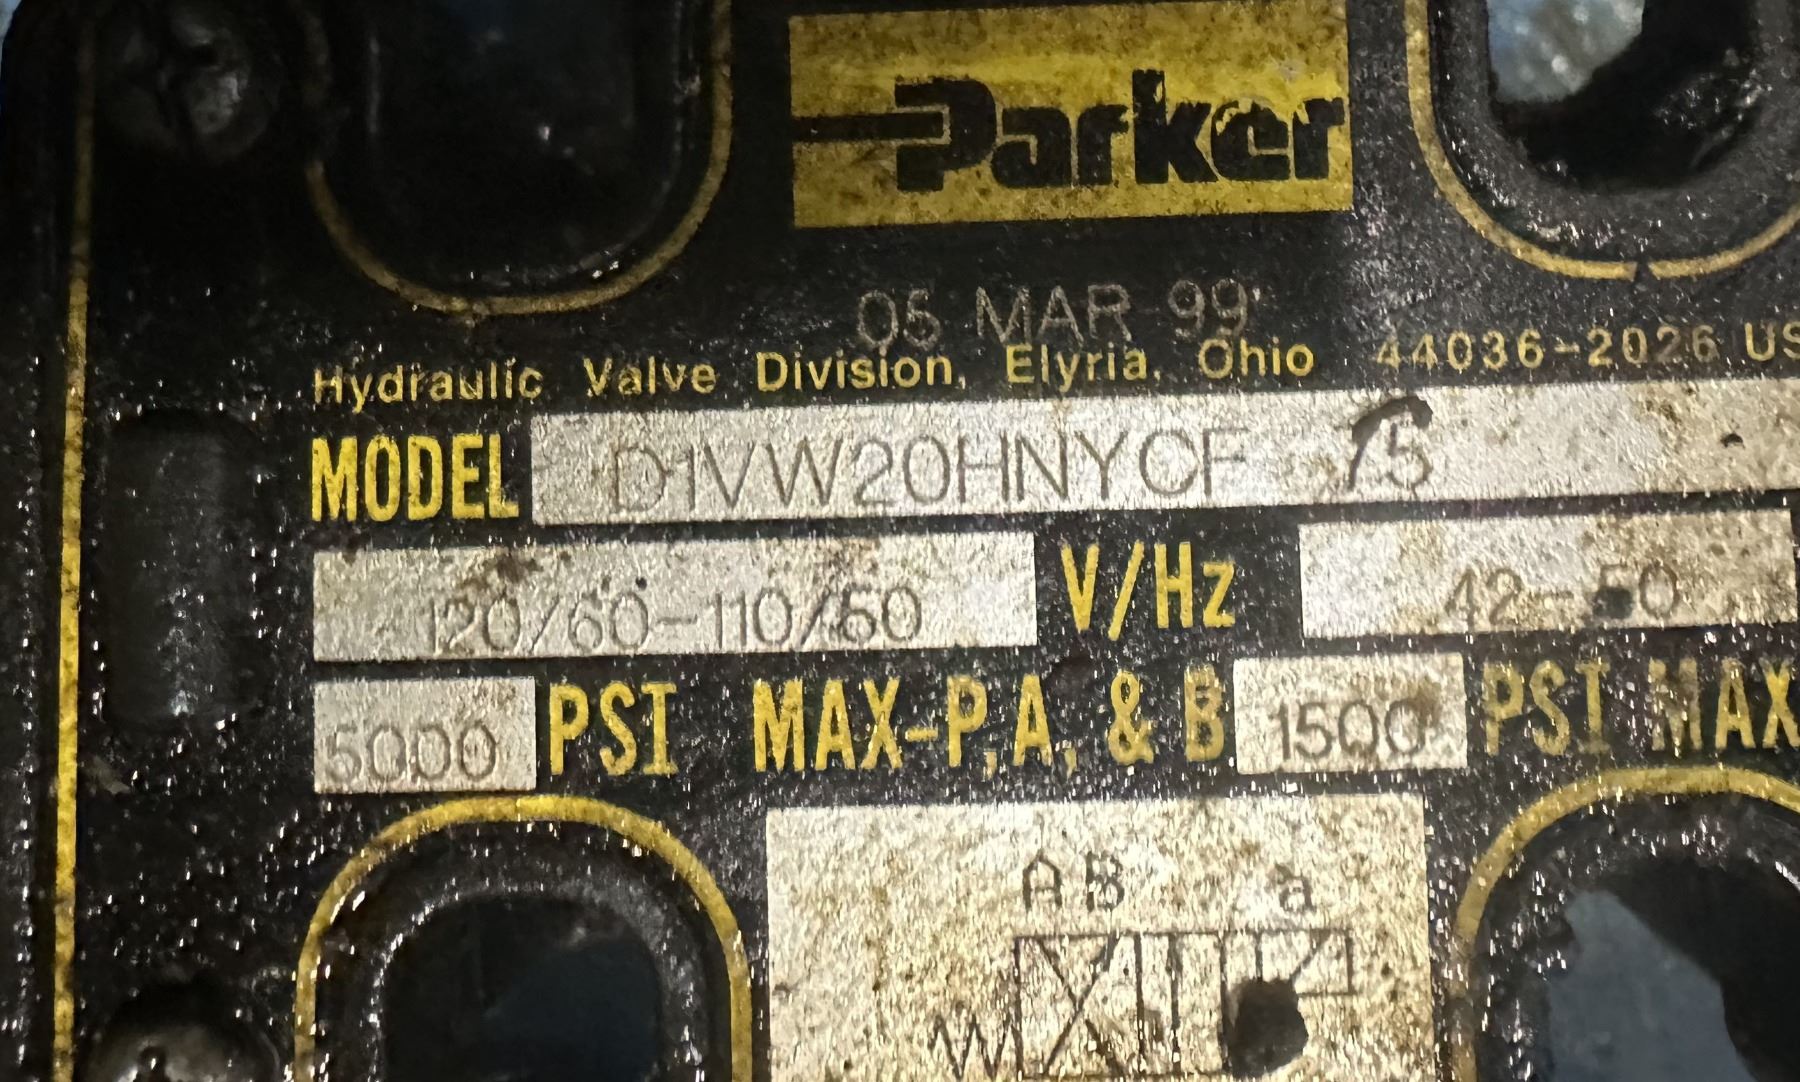 Parker
05 MAR 99
Hydraulic Valve Division, Elyria, Ohio 44036-2026 US
MODEL D1VW20HNYCF 75
120/60-110/50 V/Hz 42-50
5000 PSI MAX-P,A, & B 1500 PSI MAX
A B a
W